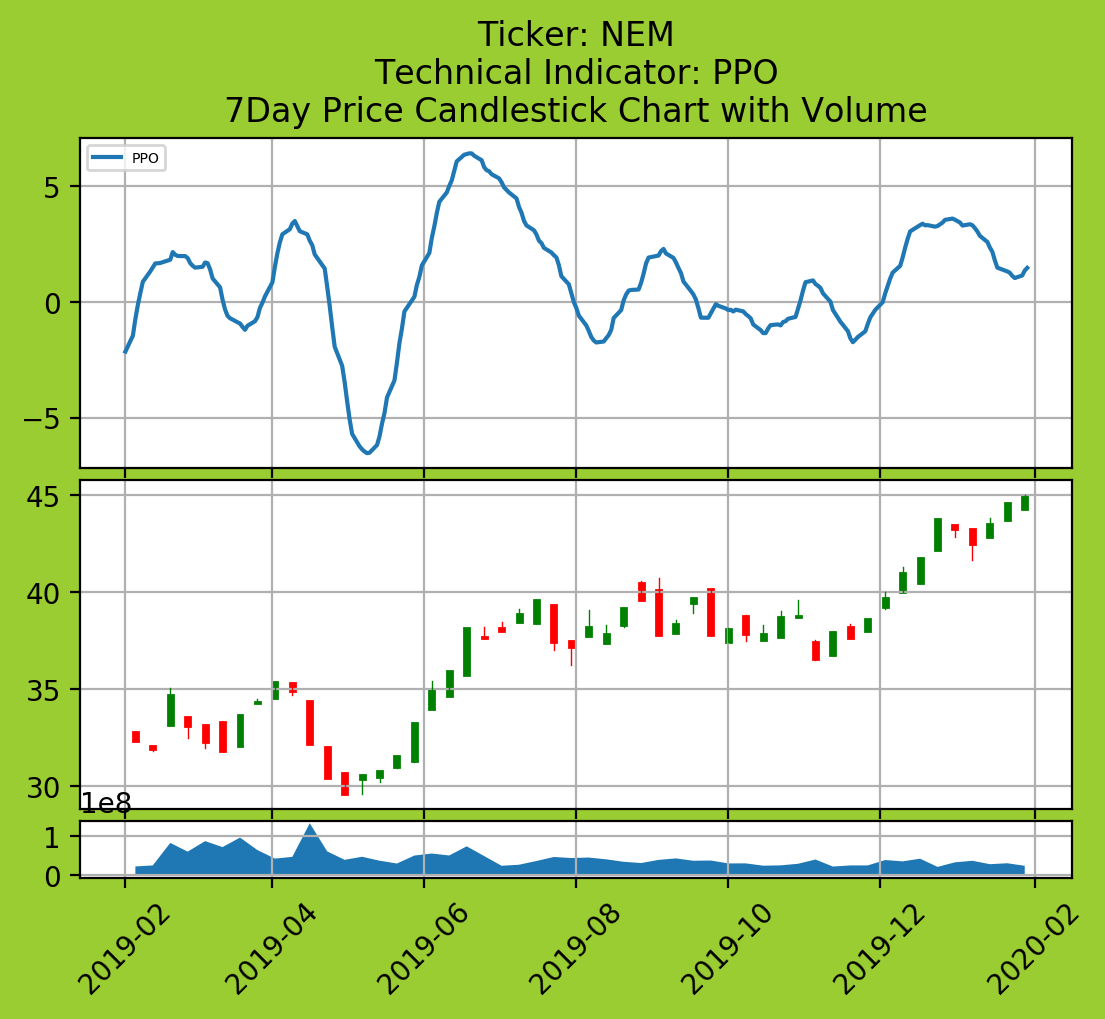 Ticker: NEM
Technical Indicator: PPO
7Day Price Candlestick Chart with Volume
PPO
5
0
−5
45
40
35
30
1e8
1
0
2019-02 2019-04 2019-06 2019-08 2019-10 2019-12 2020-02